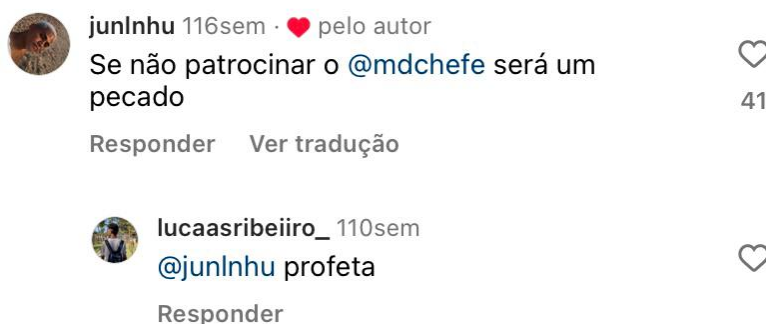 junlnhu 116sem · ❤️ pelo autor
Se não patrocinar o @mdchefe será um
pecado
41
Responder Ver tradução
lucaasribeiiro_ 110sem
@junlnhu profeta
Responder